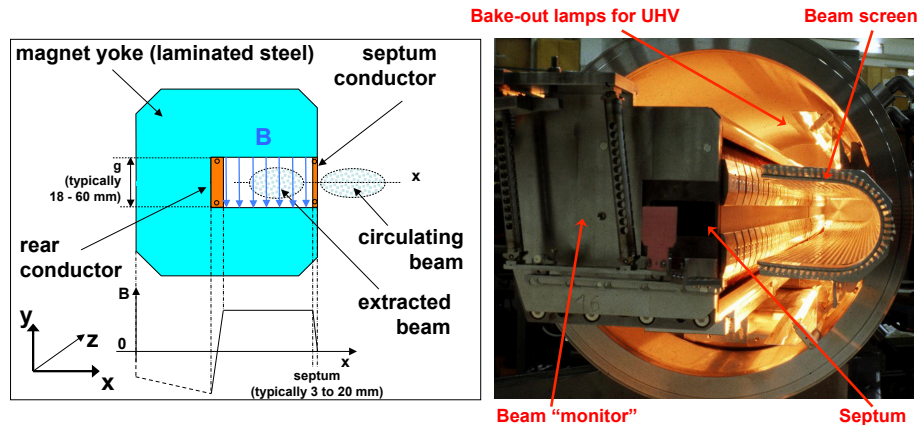 magnet yoke (laminated steel)
septum
conductor
B
g
(typically
18 - 60 mm)
x
rear
conductor
circulating
beam
extracted
beam
B
0
x
septum
(typically 3 to 20 mm)
y
z
x
Bake-out lamps for UHV
Beam screen
16
Beam “monitor”
Septum